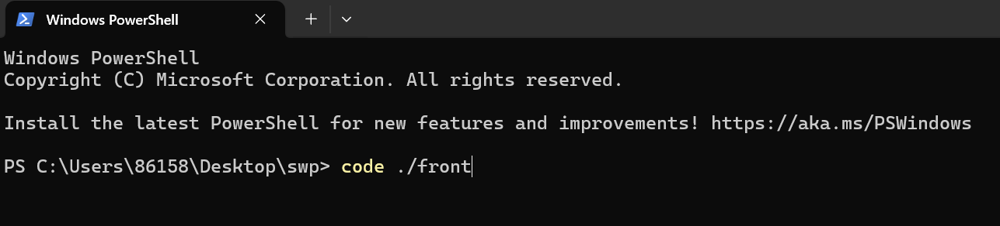 Windows PowerShell
Windows PowerShell
Copyright (C) Microsoft Corporation. All rights reserved.
Install the latest PowerShell for new features and improvements! https://aka.ms/PSWindows
PS C:\Users\86158\Desktop\swp> code ./front